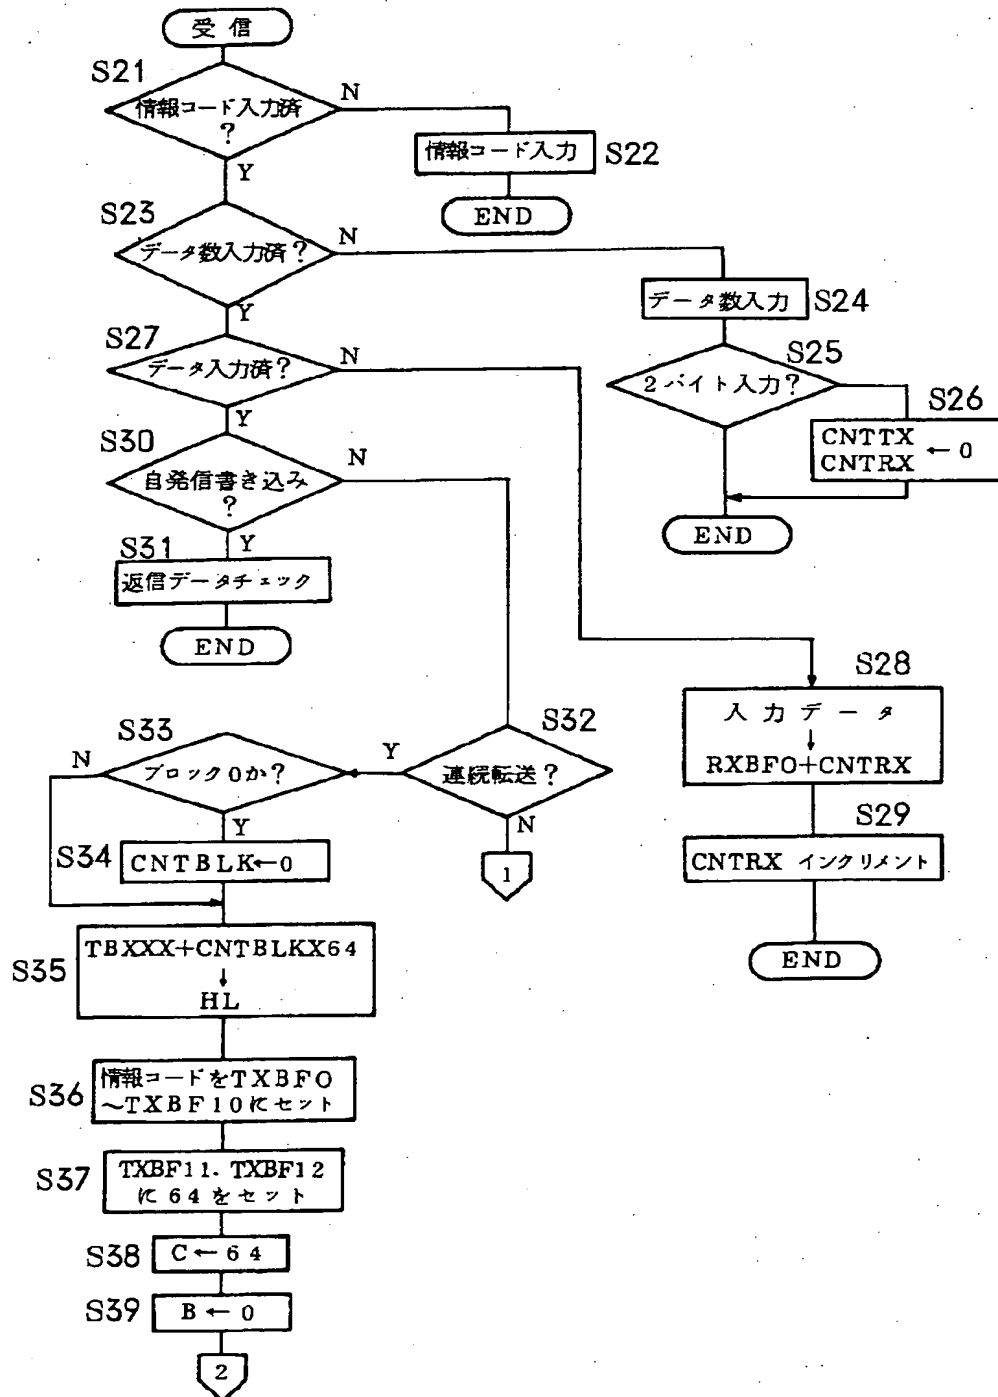 受信
S21
情報コード入力済
?
N
Y
情報コード入力
S22
END
S23
データ数入力済?
N
Y
データ数入力
S24
S25
2バイト入力?
S26
CNTTX
CNTRX
←0
END
S27
データ入力済?
N
Y
S30
自発信書き込み
?
N
Y
S31
返信データチェック
END
S28
入力データ
↓
RXBF0+CNTRX
S29
CNTRX インクリメント
END
S32
連続転送?
Y
N
1
S33
ブロック0か?
N
Y
S34
CNTBLK←0
S35
TBXXX+CNTBLKX64
↓
HL
S36
情報コードをTXBF0
~TXBF10にセット
S37
TXBF11. TXBF12
に64をセット
S38
C←64
S39
B←0
2